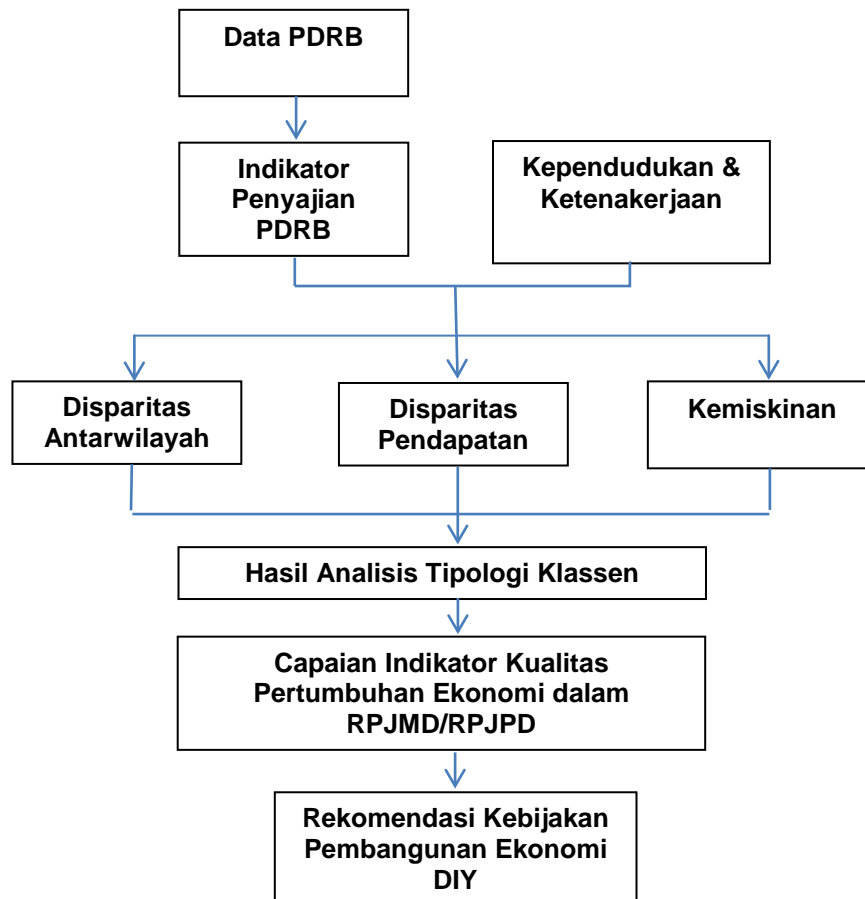 Data PDRB
Indikator
Penyajian
PDRB
Kependudukan &
Ketenakerjaan
Disparitas
Antarwilayah
Disparitas
Pendapatan
Kemiskinan
Hasil Analisis Tipologi Klassen
Capaian Indikator Kualitas
Pertumbuhan Ekonomi dalam
RPJMD/RPJPD
Rekomendasi Kebijakan
Pembangunan Ekonomi
DIY